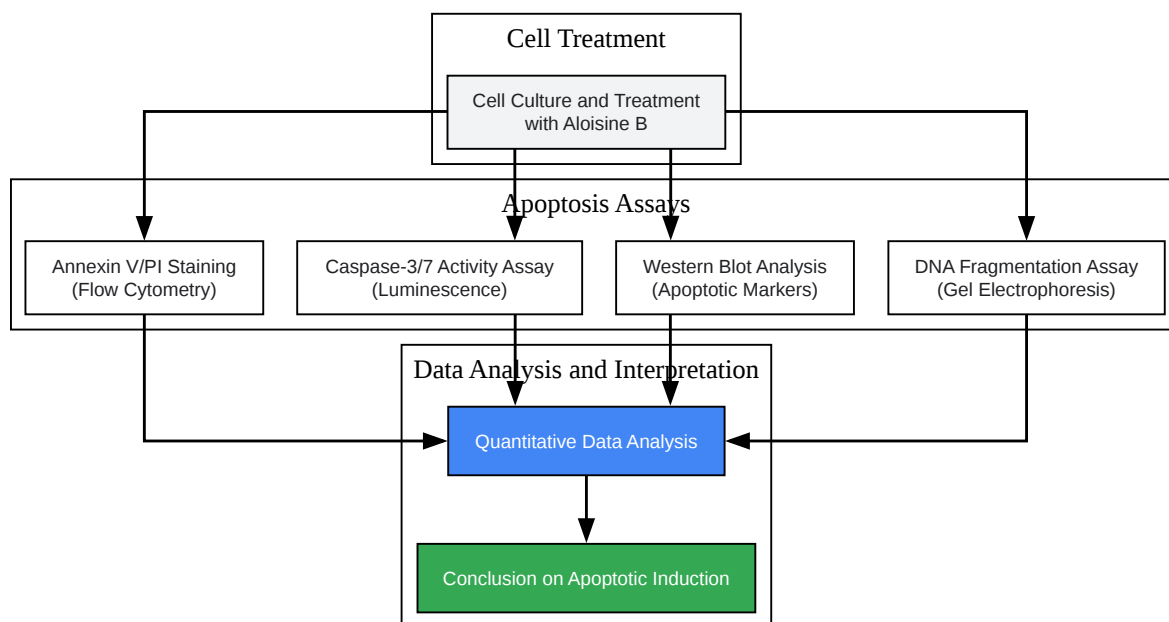 Cell Treatment
Cell Culture and Treatment
with Aloisine B
Apoptosis Assays
Annexin V/PI Staining
(Flow Cytometry)
Caspase-3/7 Activity Assay
(Luminescence)
Western Blot Analysis
(Apoptotic Markers)
DNA Fragmentation Assay
(Gel Electrophoresis)
Data Analysis and Interpretation
Quantitative Data Analysis
Conclusion on Apoptotic Induction